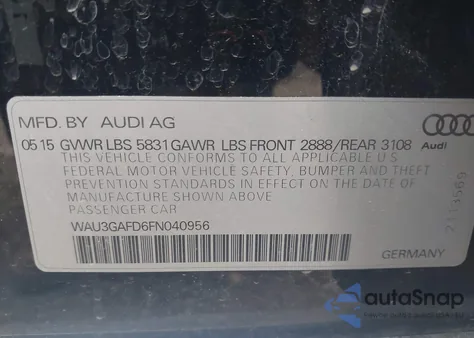 MFD. BY AUDI AG
05 15 GVWR LBS 5831 GAWR LBS FRONT 2888/REAR 3108 Audi
THIS VEHICLE CONFORMS TO ALL APPLICABLE U S
FEDERAL MOTOR VEHICLE SAFETY, BUMPER AND THEFT
PREVENTION STANDARDS IN EFFECT ON THE DATE OF
MANUFACTURE SHOWN ABOVE
PASSENGER CAR
WAU3GAFD6FN040956
GERMANY
autoSnap